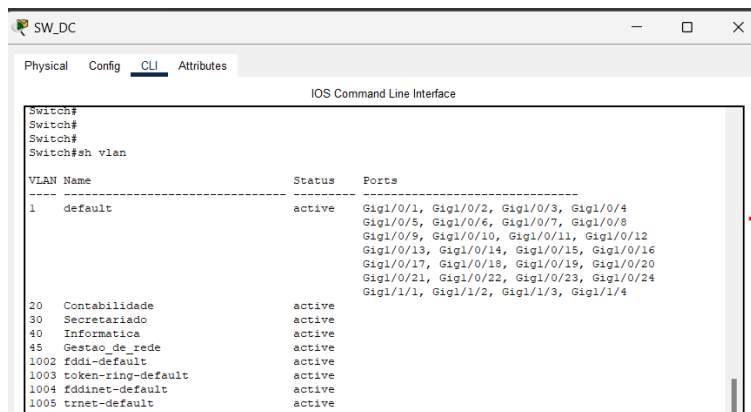 SW_DC
Physical Config CLI Attributes
IOS Command Line Interface
Switch#
Switch#
Switch#
Switch#sh vlan
VLAN Name Status Ports
---- -------------------------------- --------- -------------------------------
1 default active Gig1/0/1, Gig1/0/2, Gig1/0/3, Gig1/0/4
Gig1/0/5, Gig1/0/6, Gig1/0/7, Gig1/0/8
Gig1/0/9, Gig1/0/10, Gig1/0/11, Gig1/0/12
Gig1/0/13, Gig1/0/14, Gig1/0/15, Gig1/0/16
Gig1/0/17, Gig1/0/18, Gig1/0/19, Gig1/0/20
Gig1/0/21, Gig1/0/22, Gig1/0/23, Gig1/0/24
Gig1/1/1, Gig1/1/2, Gig1/1/3, Gig1/1/4
20 Contabilidade active
30 Secretariado active
40 Informatica active
45 Gestao_de_rede active
1002 fddi-default active
1003 token-ring-default active
1004 fddinet-default active
1005 trnet-default active